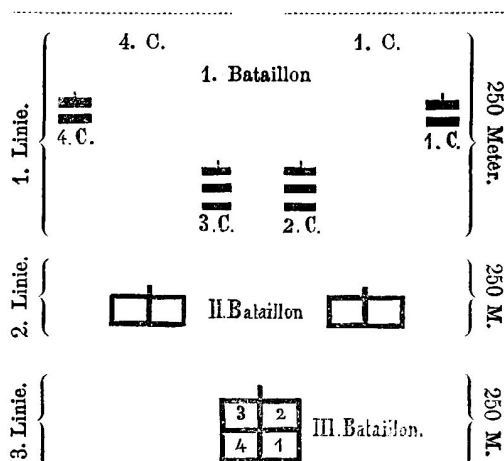 4. C. 1. C.
1. Bataillon
1. Linie.
250 Meter.
4. C. 1. C.
3. C. 2. C.
2. Linie.
II. Bataillon
250 M.
3. Linie.
3 2
4 1
III. Bataillon.
250 M.